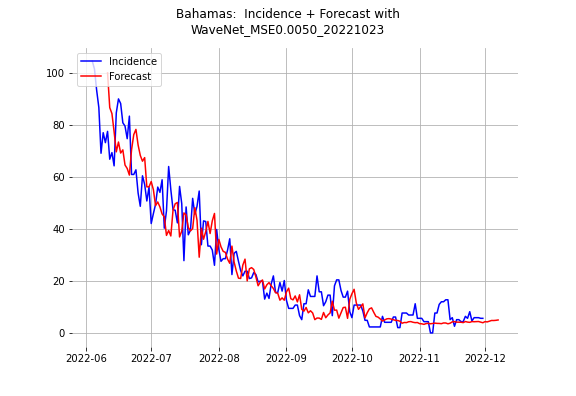 Bahamas:  Incidence + Forecast with
WaveNet_MSE0.0050_20221023
Incidence
Forecast
100
80
60
40
20
0
2022-06 2022-07 2022-08 2022-09 2022-10 2022-11 2022-12